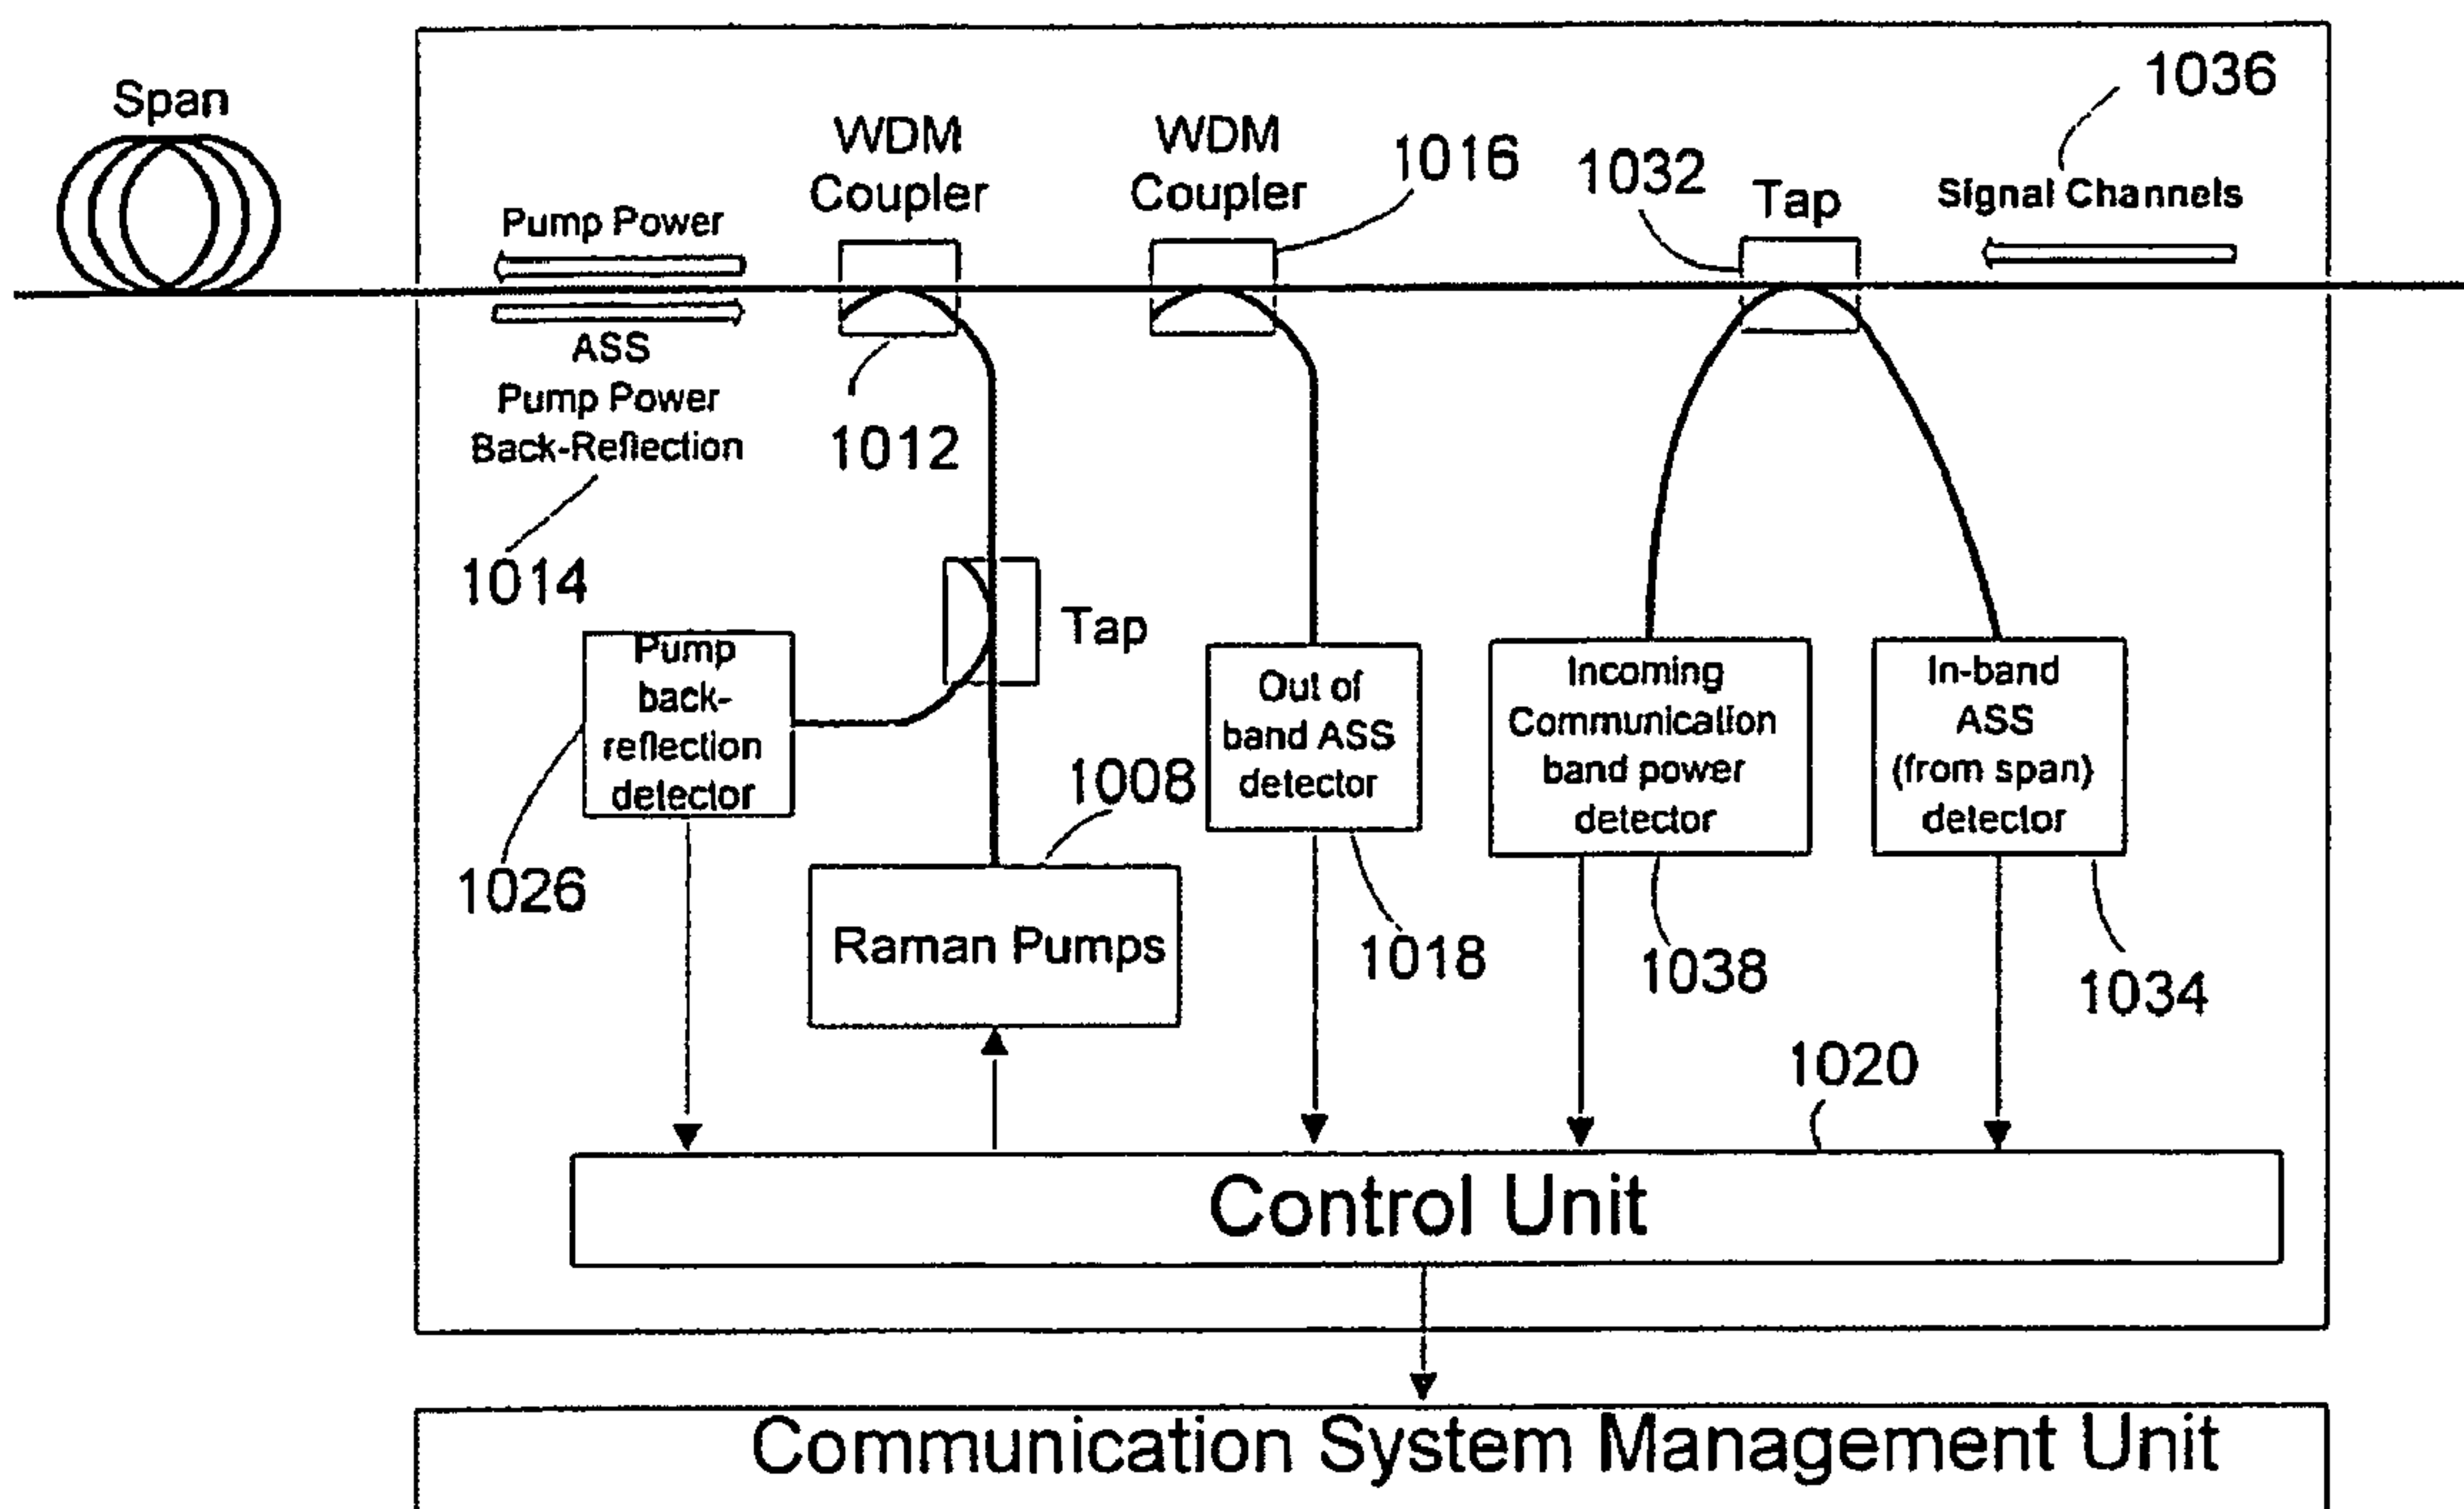 1036
Span
WDM
Coupler
WDM
Coupler
1016
1032
Tap
Signal Channels
Pump Power
ASS
Pump Power
Back-Reflection
1012
1014
Tap
Pump
back-
reflection
detector
Out of
band ASS
detector
Incoming
Communication
band power
detector
In-band
ASS
(from span)
detector
1008
1026
Raman Pumps
1018
1038
1034
1020
Control Unit
Communication System Management Unit